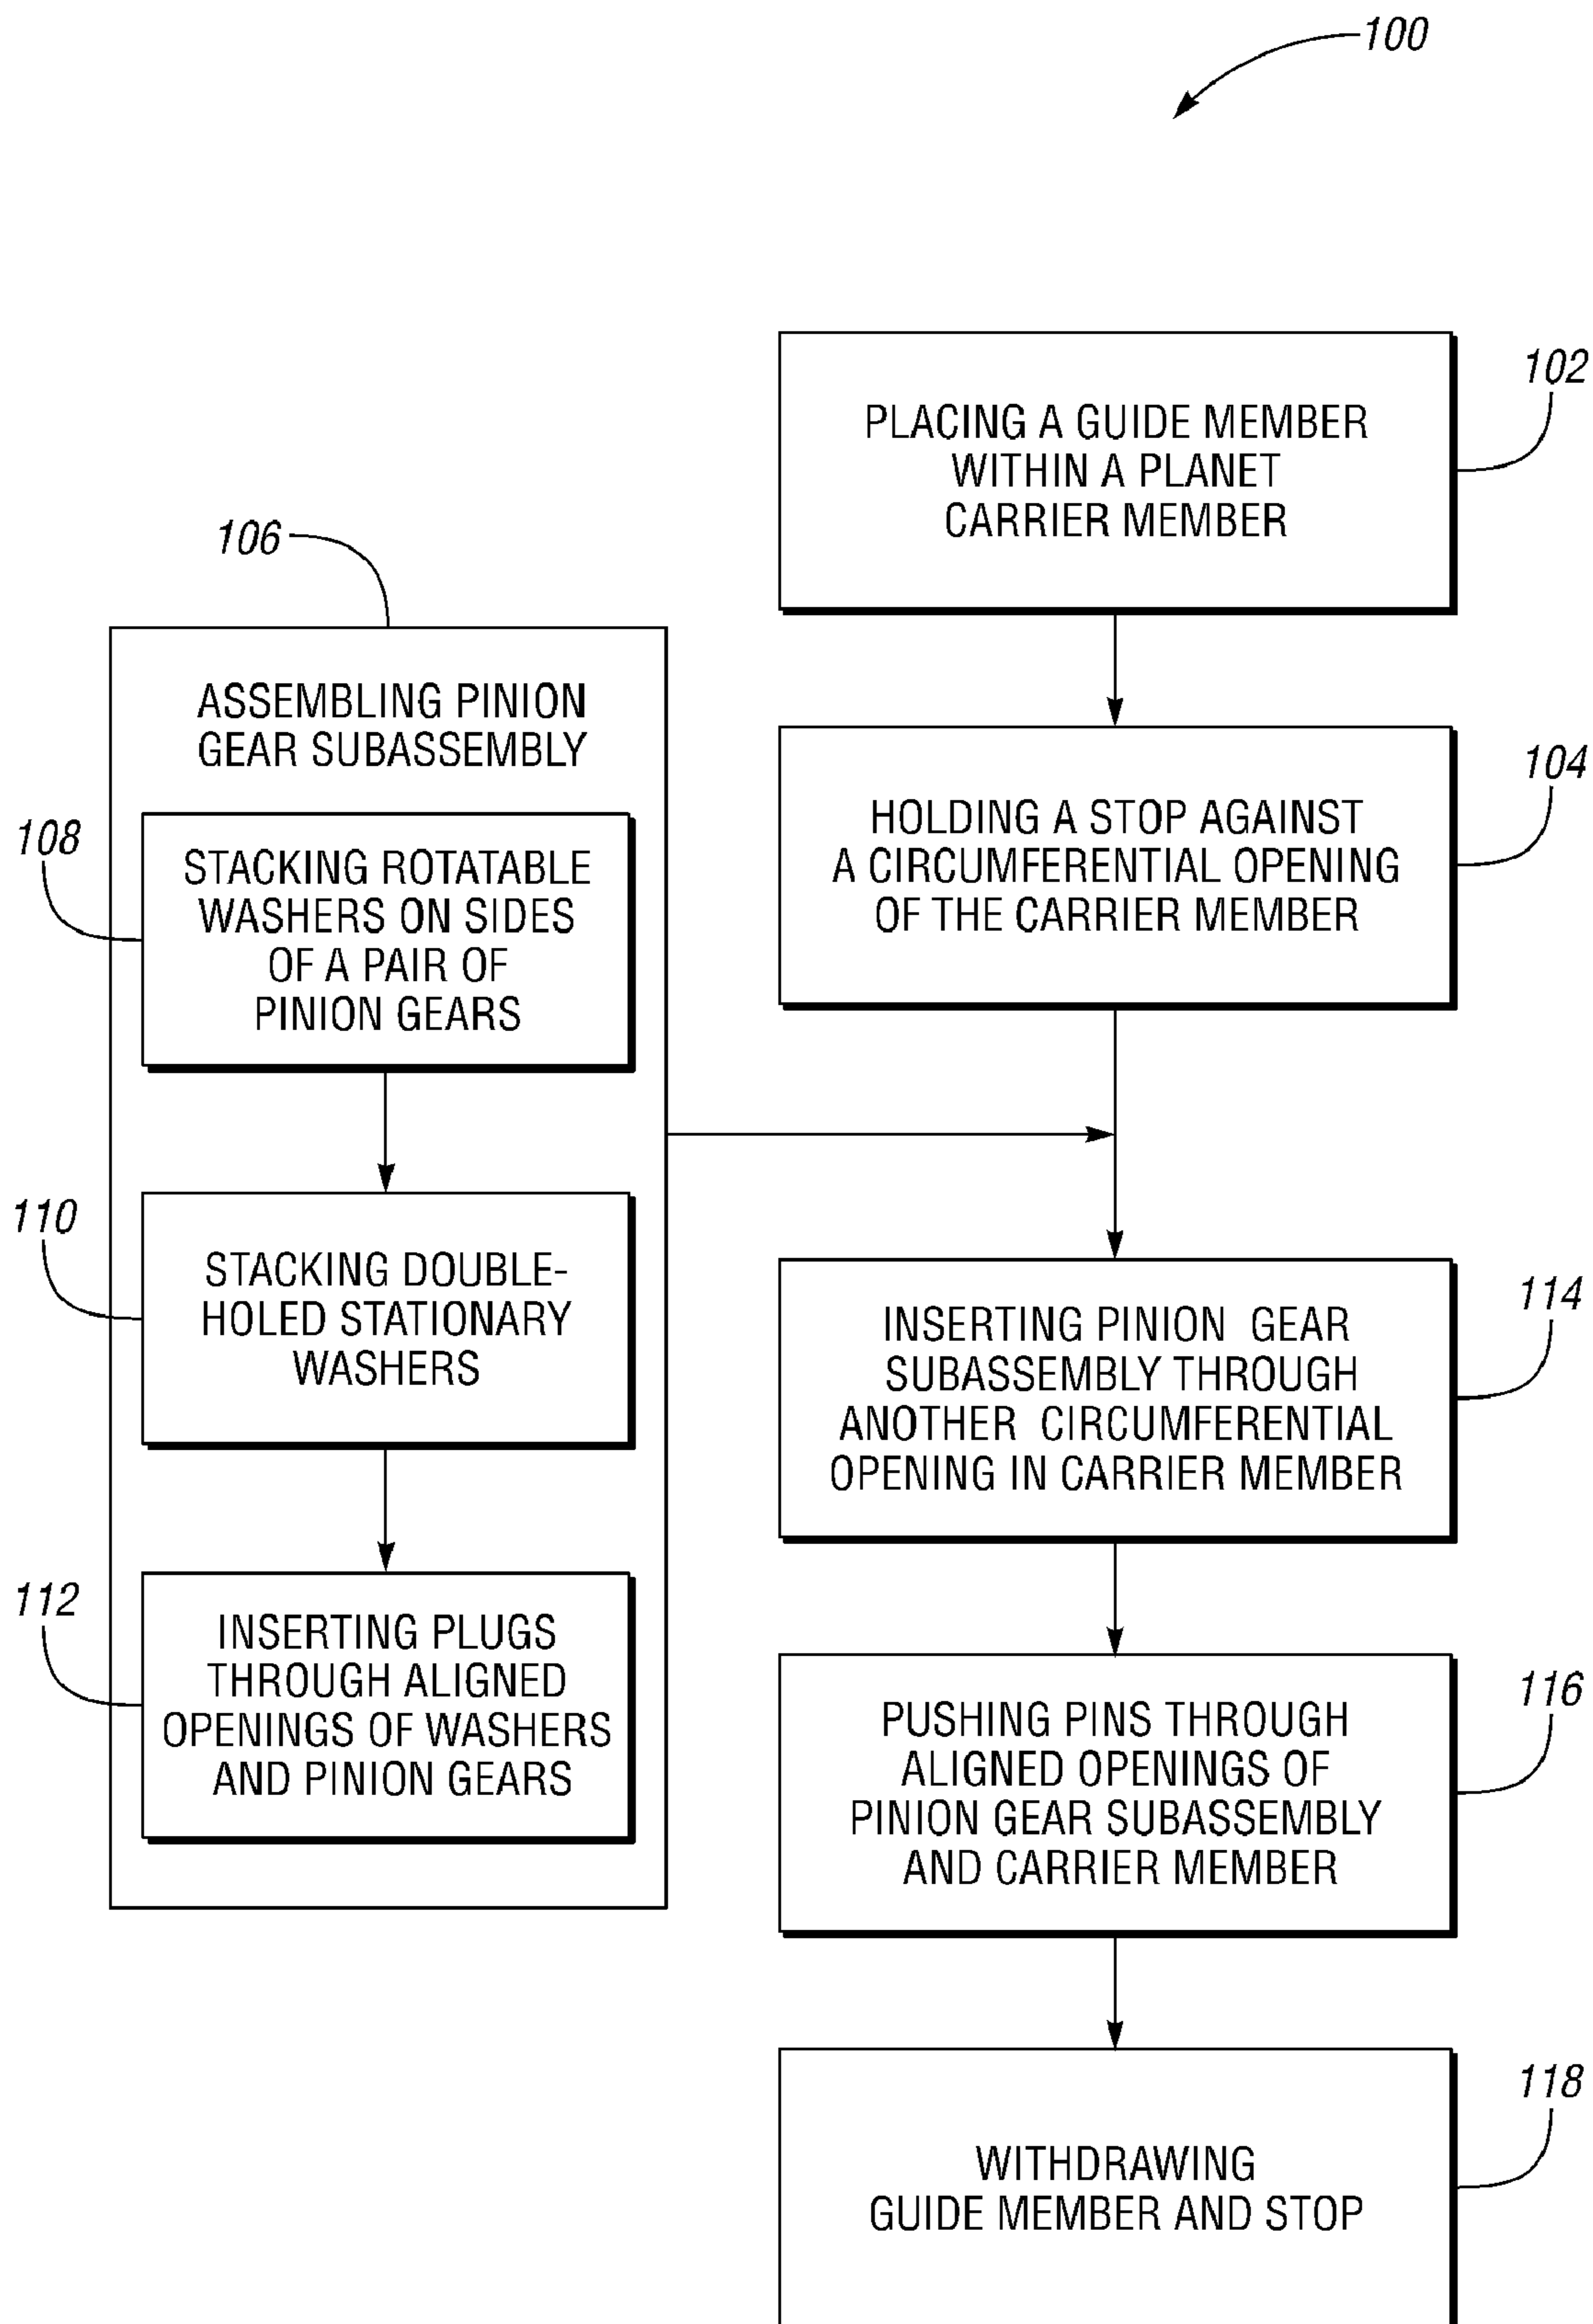 100
102
PLACING A GUIDE MEMBER
WITHIN A PLANET
CARRIER MEMBER
104
HOLDING A STOP AGAINST
A CIRCUMFERENTIAL OPENING
OF THE CARRIER MEMBER
106
ASSEMBLING PINION
GEAR SUBASSEMBLY
108
STACKING ROTATABLE
WASHERS ON SIDES
OF A PAIR OF
PINION GEARS
110
STACKING DOUBLE-
HOLED STATIONARY
WASHERS
112
INSERTING PLUGS
THROUGH ALIGNED
OPENINGS OF WASHERS
AND PINION GEARS
114
INSERTING PINION GEAR
SUBASSEMBLY THROUGH
ANOTHER CIRCUMFERENTIAL
OPENING IN CARRIER MEMBER
116
PUSHING PINS THROUGH
ALIGNED OPENINGS OF
PINION GEAR SUBASSEMBLY
AND CARRIER MEMBER
118
WITHDRAWING
GUIDE MEMBER AND STOP